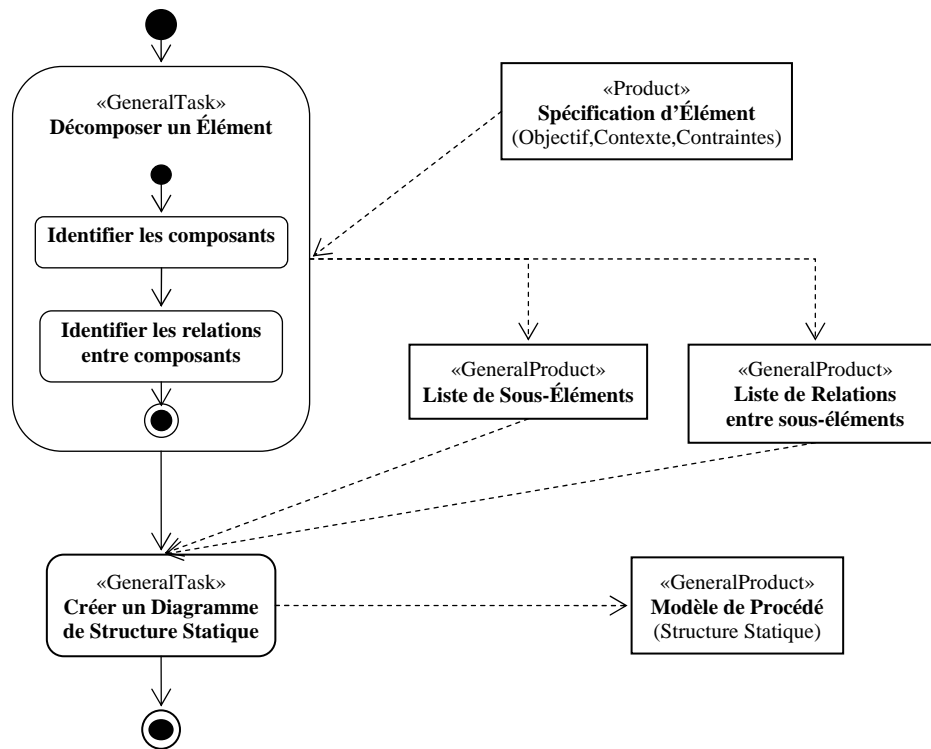 «GeneralTask»
Décomposer un Élément
Identifier les composants
Identifier les relations
entre composants
«Product»
Spécification d'Élément
(Objectif,Contexte,Contraintes)
«GeneralProduct»
Liste de Sous-Éléments
«GeneralProduct»
Liste de Relations
entre sous-éléments
«GeneralTask»
Créer un Diagramme
de Structure Statique
«GeneralProduct»
Modèle de Procédé
(Structure Statique)